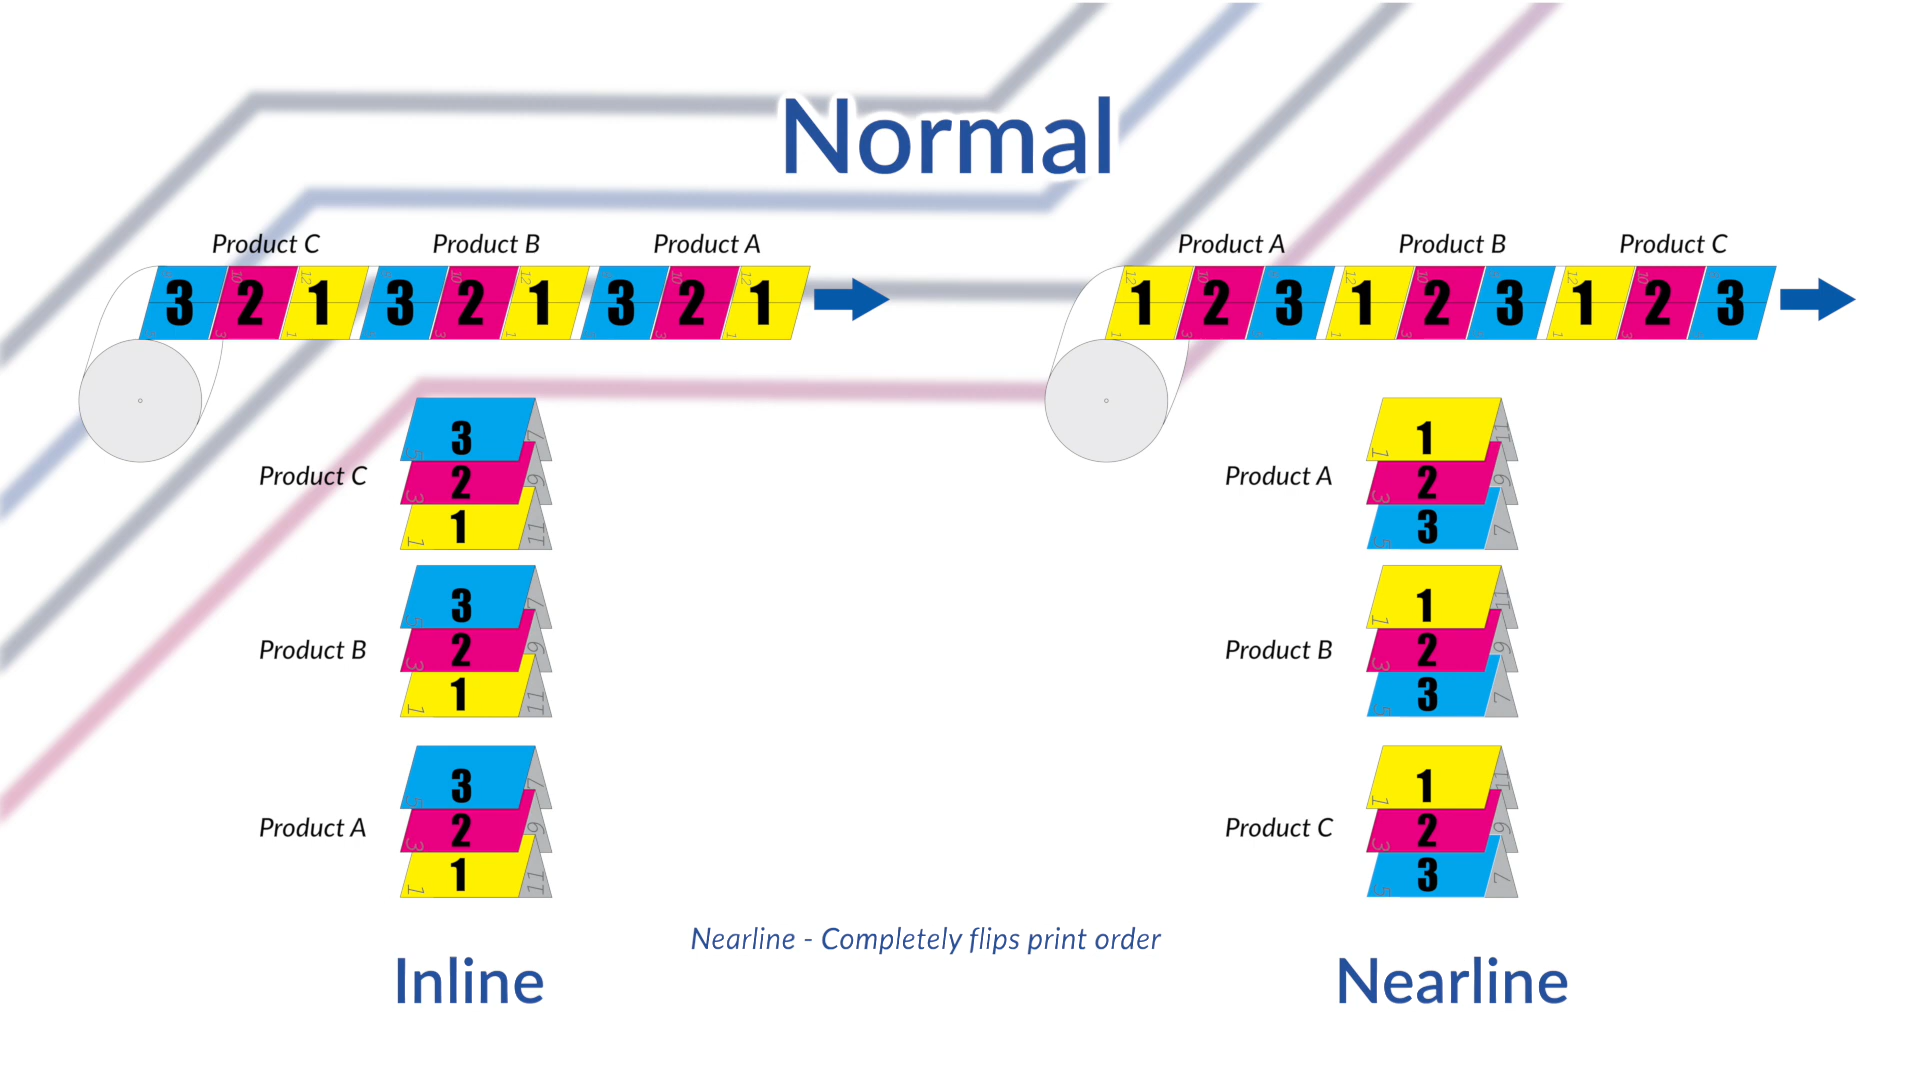 Normal
Product C Product B Product A
3 2 1 3 2 1 3 2 1
Product A Product B Product C
1 2 3 1 2 3 1 2 3
Product C
3
2
1
Product B
3
2
1
Product A
3
2
1
Product A
1
2
3
Product B
1
2
3
Product C
1
2
3
Nearline - Completely flips print order
Inline
Nearline